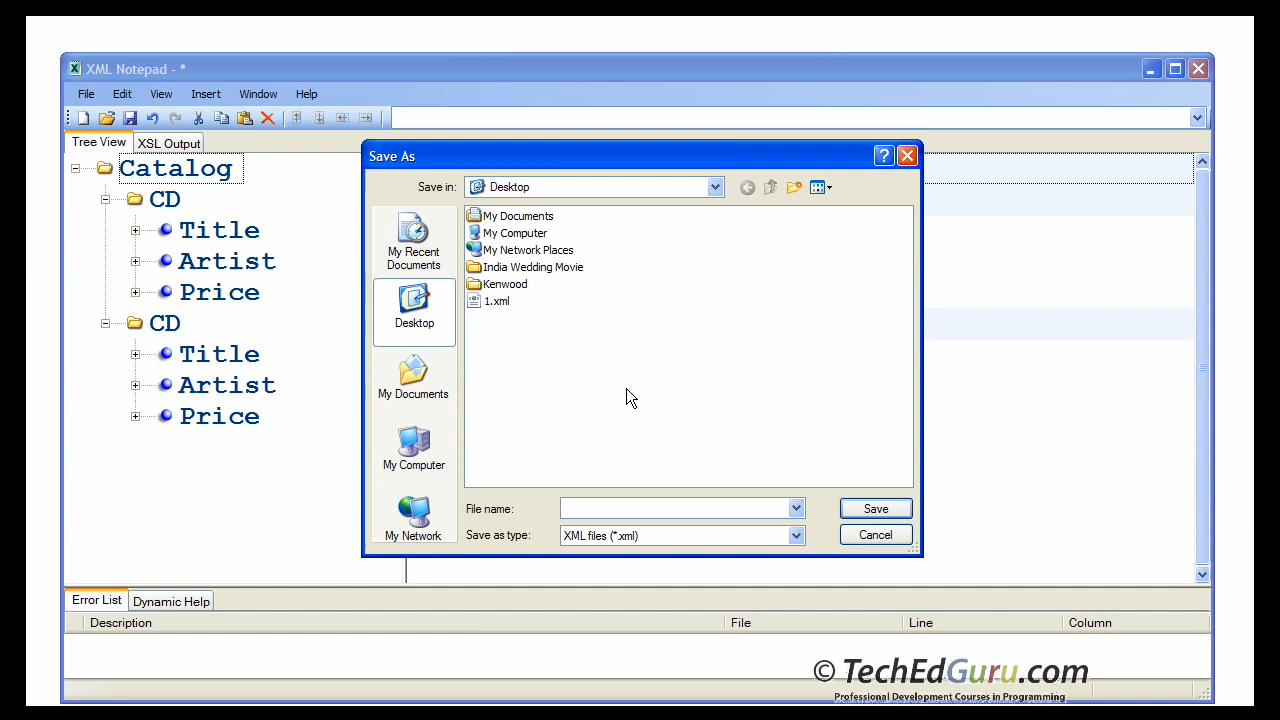 XML Notepad - *
File Edit View Insert Window Help
Tree View XSL Output
Catalog
CD
Title
Artist
Price
CD
Title
Artist
Price
Save As
Save in: Desktop
My Recent
Documents
Desktop
My Documents
My Computer
My Network
My Documents
My Computer
My Network Places
India Wedding Movie
Kenwood
1.xml
File name: Save
Save as type: XML files (*.xml) Cancel
Error List Dynamic Help
Description File Line Column
© TechEdGuru.com
Professional Development Courses in Programming